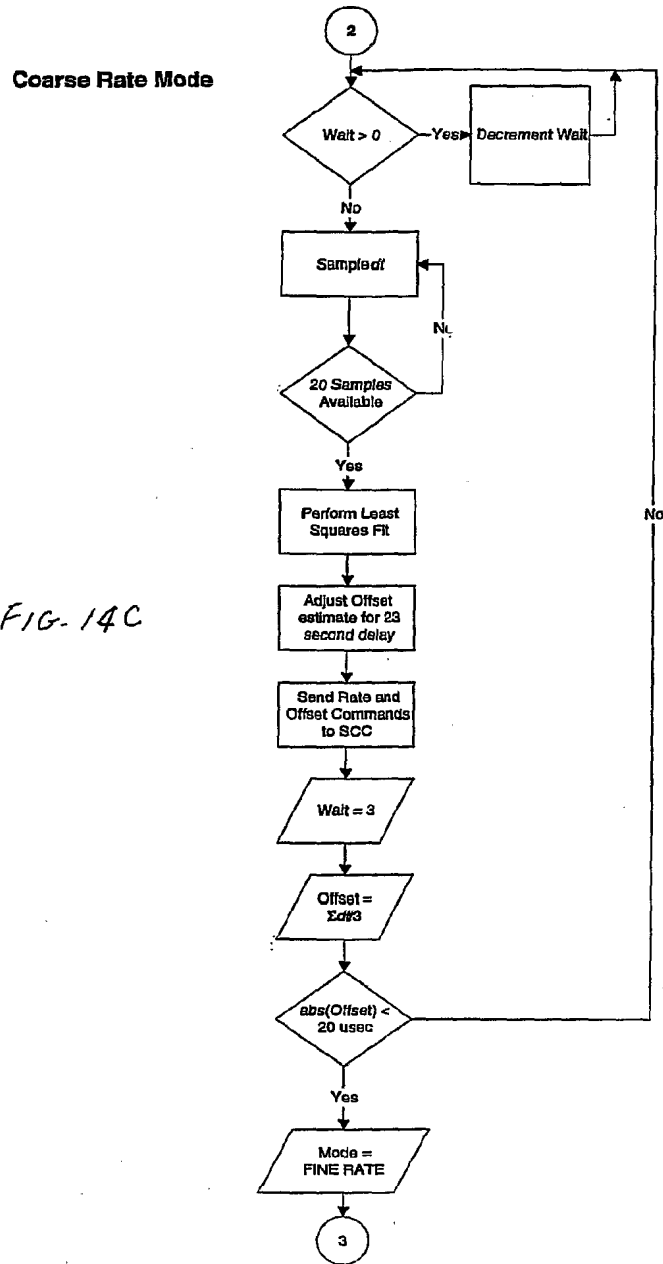 2
Coarse Rate Mode
Wait > 0
Yes
Decrement Wait
No
Sample dt
No
20 Samples
Available
Yes
Perform Least
Squares Fit
No
FIG. 14C
Adjust Offset
estimate for 23
second delay
Send Rate and
Offset Commands
to SCC
Wait = 3
Offset =
Σdt/3
abs(Offset) <
20 usec
Yes
Mode =
FINE RATE
3